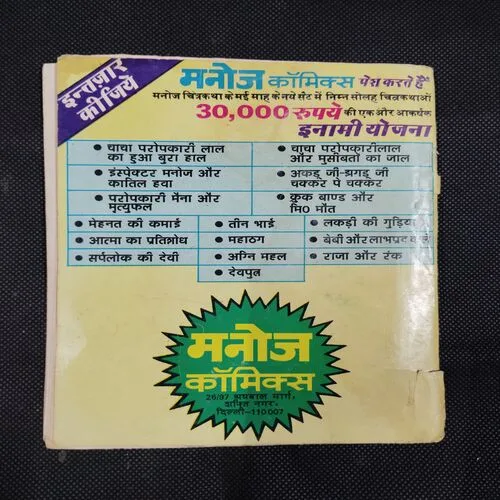 इन्तज़ार
कीजिये
मनोज कॉमिक्स पेश करते हैं
मनोज चित्रकथा के मई माह के नये सैट में निम्न सोलह चित्रकथाओं
30,000 रुपये की एक और आकर्षक
इनामी योजना
• चाचा परोपकारी लाल
का हुआ बुरा हाल
• चाचा परोपकारीलाल
और मुसीबतों का जाल
• इंस्पेक्टर मनोज और
कातिल हवा
• अकडू जी-झगडू जी
चक्कर पे चक्कर
• परोपकारी मैना और
मृत्युफल
• क्रुक बाण्ड और
मि० मौत
• मेहनत की कमाई
• तीन भाई
• लकड़ी की गुड़िया
• आत्मा का प्रतिशोध
• महाठग
• बेबी और लाभप्रद
• सर्पलोक की देवी
• अग्नि महल
• राजा और रंक
• देवपुत्र
मनोज
कॉमिक्स
26/97 मार्ग,
शक्ति नगर,
दिल्ली-110007